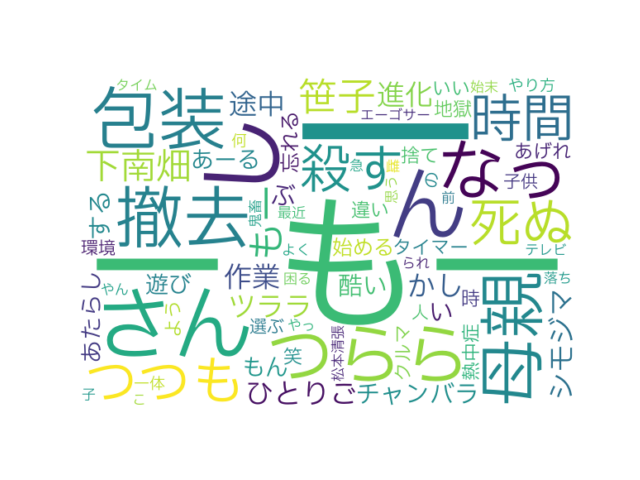 タイム
始末
やり方
包装
途中
笹子
進化
いい
地獄
エーゴサー
時間
っ
ー
何
忘れる
下南畑
あーる
殺す
急
捨て
の
なっ
あげれ
子供
雌
思う
前
ん
死ぬ
撤去
する
もーぶ
鬼畜
最近
違い
も
環境
よく
始める
タイマー
テレビ
ー
やん
困る
られ
ー
落ち
さん
あたらし
遊び
作業
酷い
かし
い
時
母親
シモジマ
よう
ツララ
つらら
クルマ
人
選ぶ
やっ
松本清張
熱中症
つつも
一体
もん
笑
子
こ
ひとりご
チャンバラ